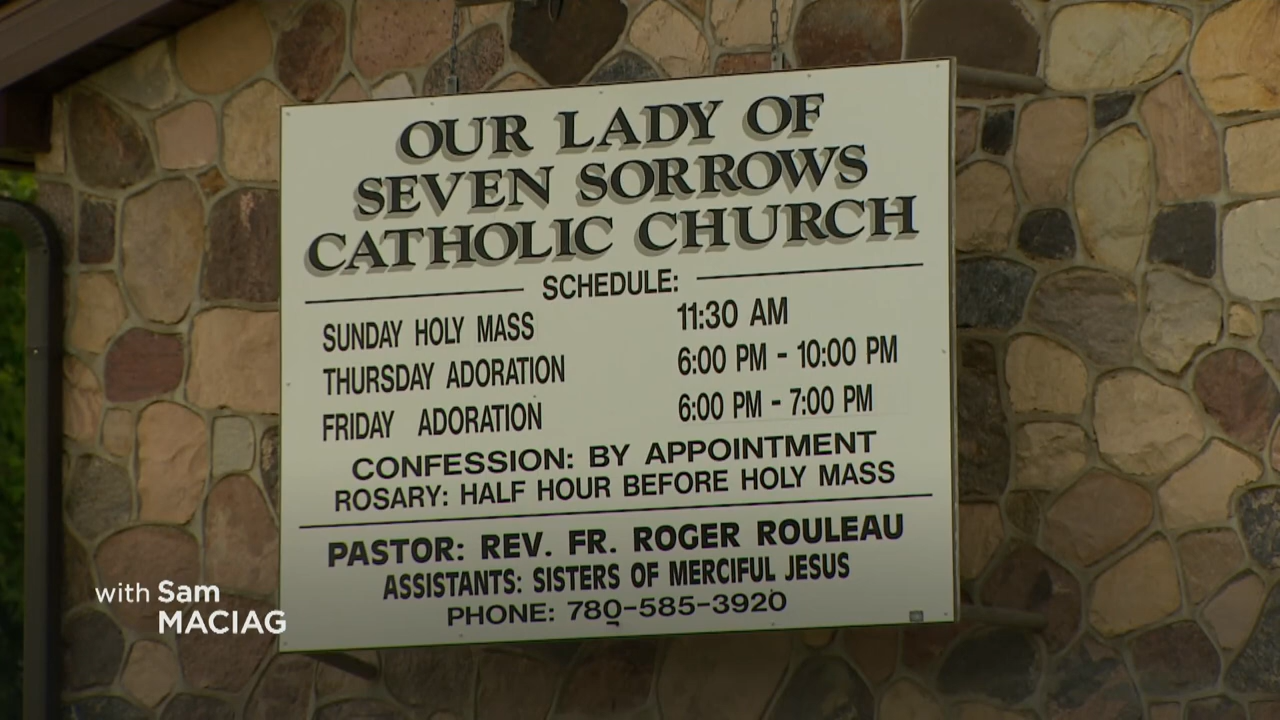 OUR LADY OF
SEVEN SORROWS
CATHOLIC CHURCH
SCHEDULE:
SUNDAY HOLY MASS 11:30 AM
THURSDAY ADORATION 6:00 PM - 10:00 PM
FRIDAY ADORATION 6:00 PM - 7:00 PM
CONFESSION: BY APPOINTMENT
ROSARY: HALF HOUR BEFORE HOLY MASS
PASTOR: REV. FR. ROGER ROULEAU
ASSISTANTS: SISTERS OF MERCIFUL JESUS
PHONE: 780-585-3920
with Sam
MACIAG